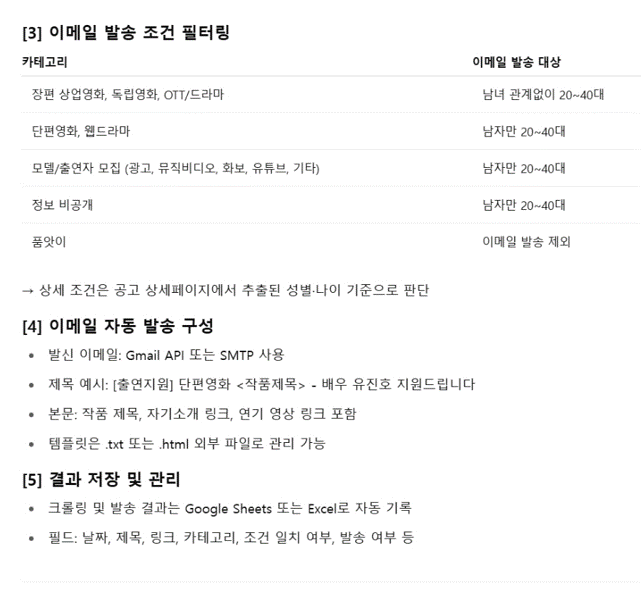 [3] 이메일 발송 조건 필터링
카테고리 이메일 발송 대상
장편 상업영화, 독립영화, OTT/드라마 남녀 관계없이 20~40대
단편영화, 웹드라마 남자만 20~40대
모델/출연자 모집 (광고, 뮤직비디오, 화보, 유튜브, 기타) 남자만 20~40대
정보 비공개 남자만 20~40대
품앗이 이메일 발송 제외
→ 상세 조건은 공고 상세페이지에서 추출된 성별·나이 기준으로 판단
[4] 이메일 자동 발송 구성
• 발신 이메일: Gmail API 또는 SMTP 사용
• 제목 예시: [출연지원] 단편영화 <작품제목> - 배우 유진호 지원드립니다
• 본문: 작품 제목, 자기소개 링크, 연기 영상 링크 포함
• 템플릿은 .txt 또는 .html 외부 파일로 관리 가능
[5] 결과 저장 및 관리
• 크롤링 및 발송 결과는 Google Sheets 또는 Excel로 자동 기록
• 필드: 날짜, 제목, 링크, 카테고리, 조건 일치 여부, 발송 여부 등